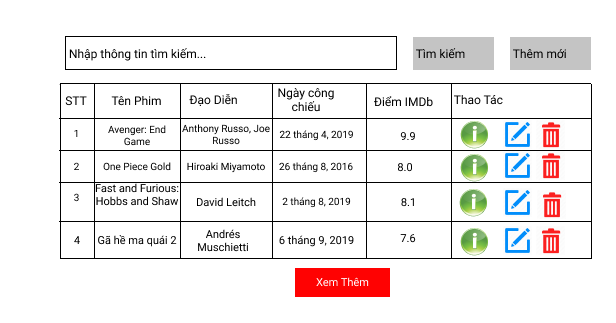 Nhập thông tin tìm kiếm...
Tìm kiếm
Thêm mới
STT
Tên Phim
Đạo Diễn
Ngày công
chiếu
Điểm IMDb
Thao Tác
1
Avenger: End
Game
Anthony Russo, Joe
Russo
22 tháng 4, 2019
9.9
2
One Piece Gold
Hiroaki Miyamoto
26 tháng 8, 2016
8.0
3
Fast and Furious:
Hobbs and Shaw
David Leitch
2 tháng 8, 2019
8.1
4
Gã hề ma quái 2
Andrés
Muschietti
6 tháng 9, 2019
7.6
Xem Thêm